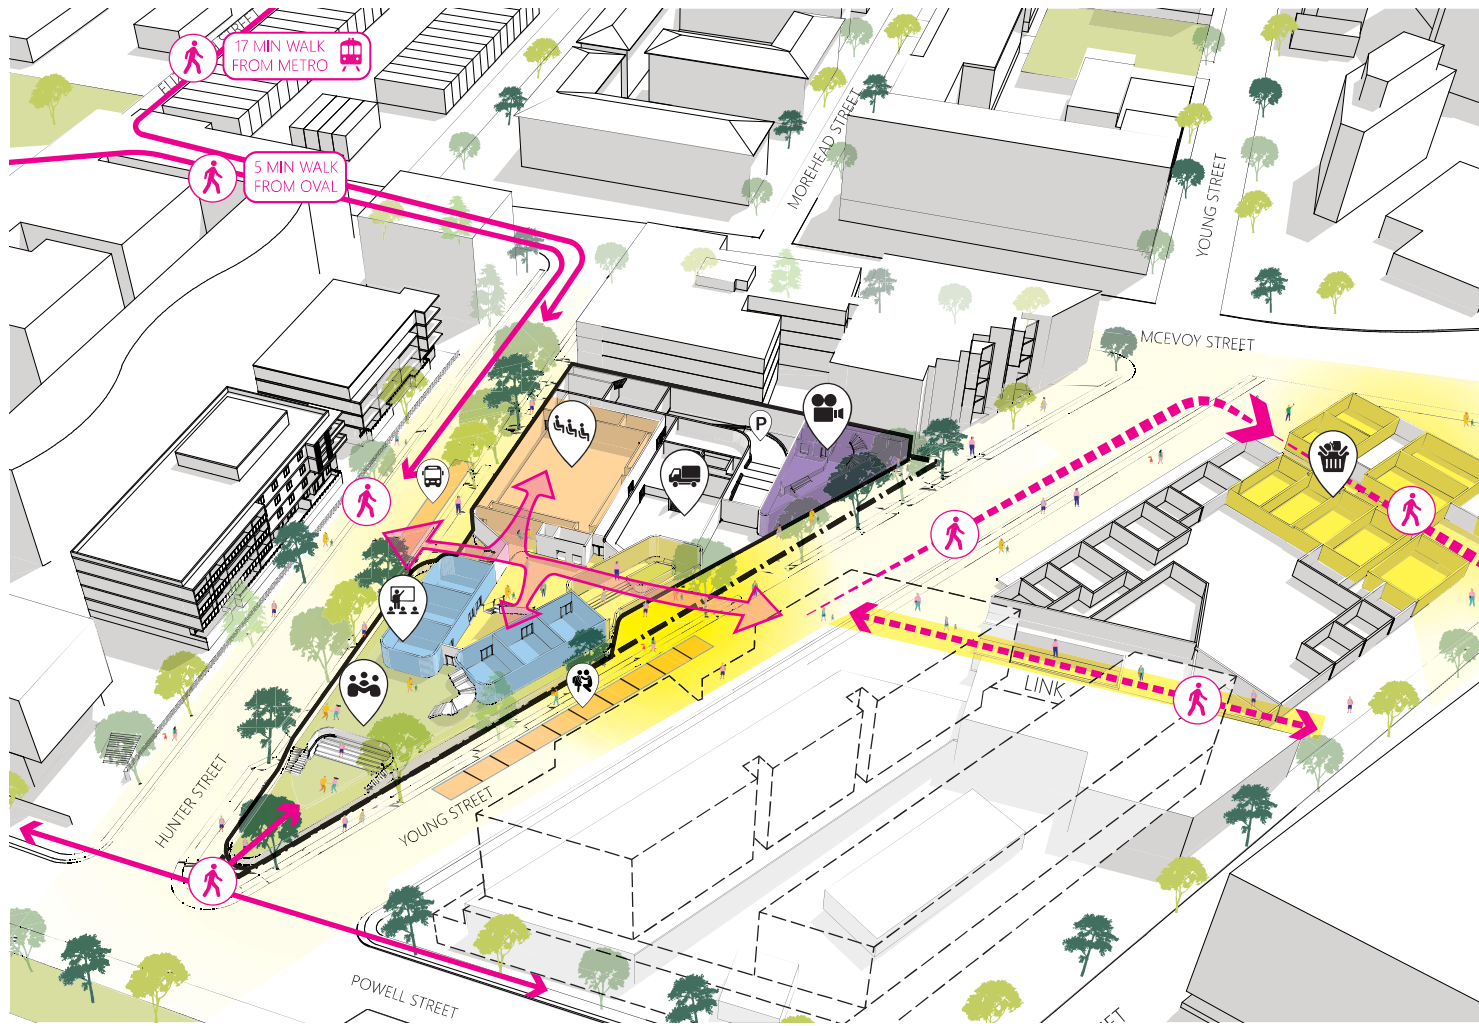 17 MIN WALK
FROM METRO
5 MIN WALK
FROM OVAL
MOREHEAD STREET
YOUNG STREET
MCEVOY STREET
P
LINK
HUNTER STREET
YOUNG STREET
POWELL STREET